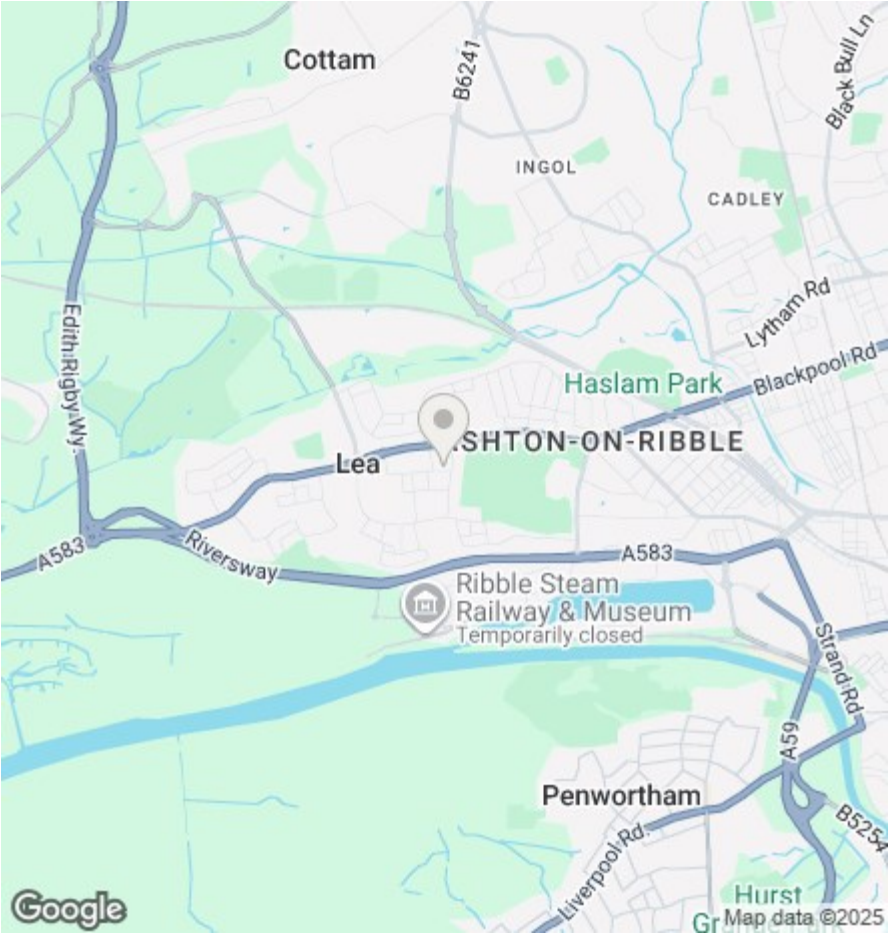 Cottam
B6241
Black Bull Ln
INGOL
CADLEY
Edith Rigby Wy.
Lytham Rd
Blackpool Rd
Haslam Park
SHTON-ON-RIBBLE
Lea
A583
Riversway
A583
Ribble Steam
Railway & Museum
Temporarily closed
Strand Rd
A59
Penwortham
Liverpool Rd.
B5254
Hurst
Google
Map data ©2025